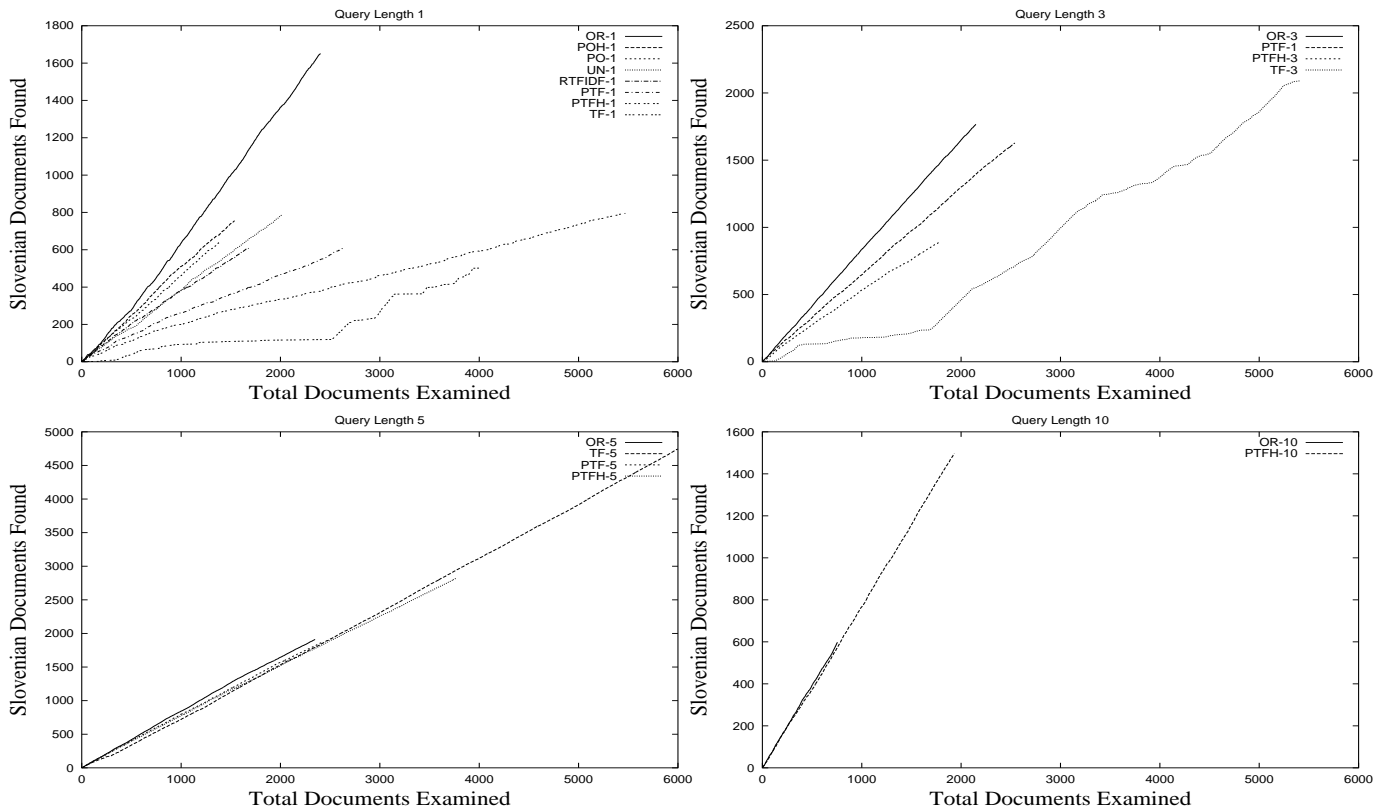 Query Length 1
Slovenian Documents Found
1800
1600
1400
1200
1000
800
600
400
200
0
OR-1
POH-1
PO-1
UN-1
RTFIDF-1
PTF-1
PTFH-1
TF-1
0 1000 2000 3000 4000 5000 6000
Total Documents Examined
Query Length 3
Slovenian Documents Found
2500
2000
1500
1000
500
0
OR-3
PTF-1
PTFH-3
TF-3
0 1000 2000 3000 4000 5000 6000
Total Documents Examined
Query Length 5
Slovenian Documents Found
5000
4500
4000
3500
3000
2500
2000
1500
1000
500
0
OR-5
TF-5
PTF-5
PTFH-5
0 1000 2000 3000 4000 5000 6000
Total Documents Examined
Query Length 10
Slovenian Documents Found
1600
1400
1200
1000
800
600
400
200
0
OR-10
PTFH-10
0 1000 2000 3000 4000 5000 6000
Total Documents Examined